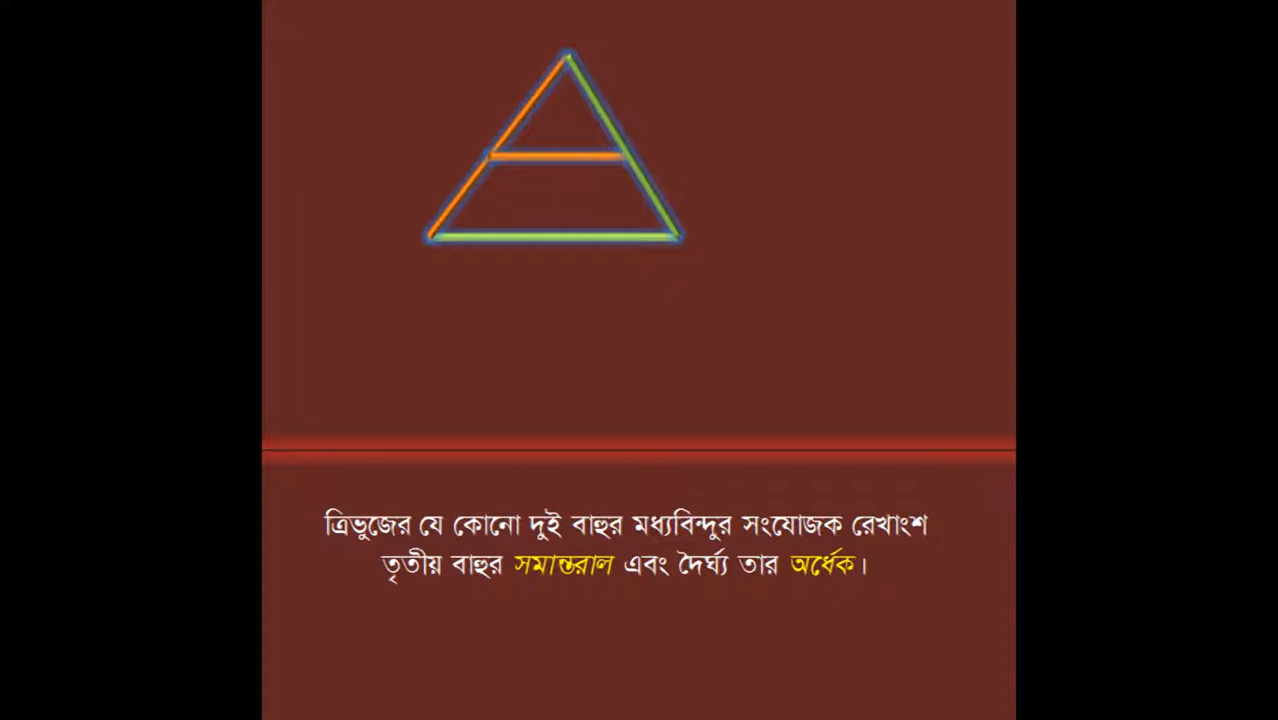 ত্রিভুজের যে কোনো দুই বাহুর মধ্যবিন্দুর সংযোজক রেখাংশ
তৃতীয় বাহুর সমান্তরাল এবং দৈর্ঘ্য তার অর্ধেক।